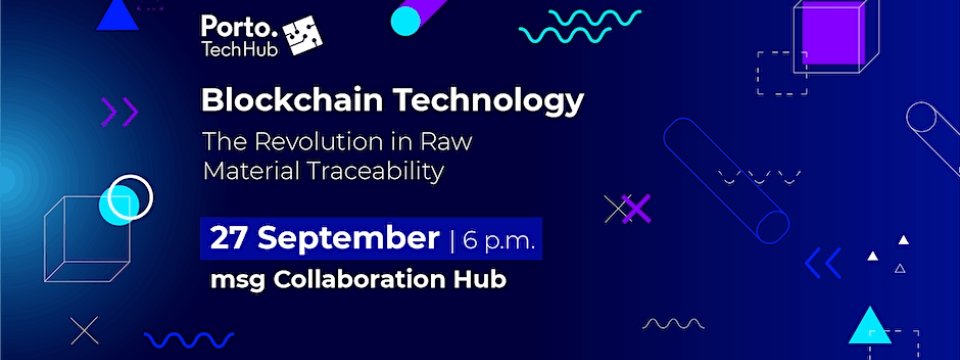 Porto.
TechHub
Blockchain Technology
The Revolution in Raw
Material Traceability
27 September | 6 p.m.
msg Collaboration Hub